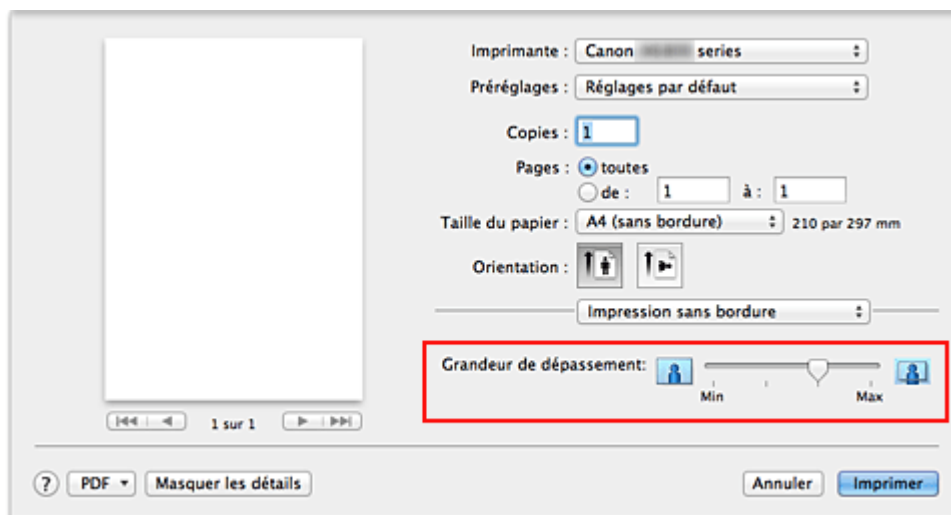 Imprimante : Canon series
Préréglages : Réglages par défaut
Copies : 1
Pages : toutes
de : 1 à : 1
Taille du papier : A4 (sans bordure) 210 par 297 mm
Orientation :
Impression sans bordure
Grandeur de dépassement:
Min Max
1 sur 1
? PDF Masquer les détails Annuler Imprimer